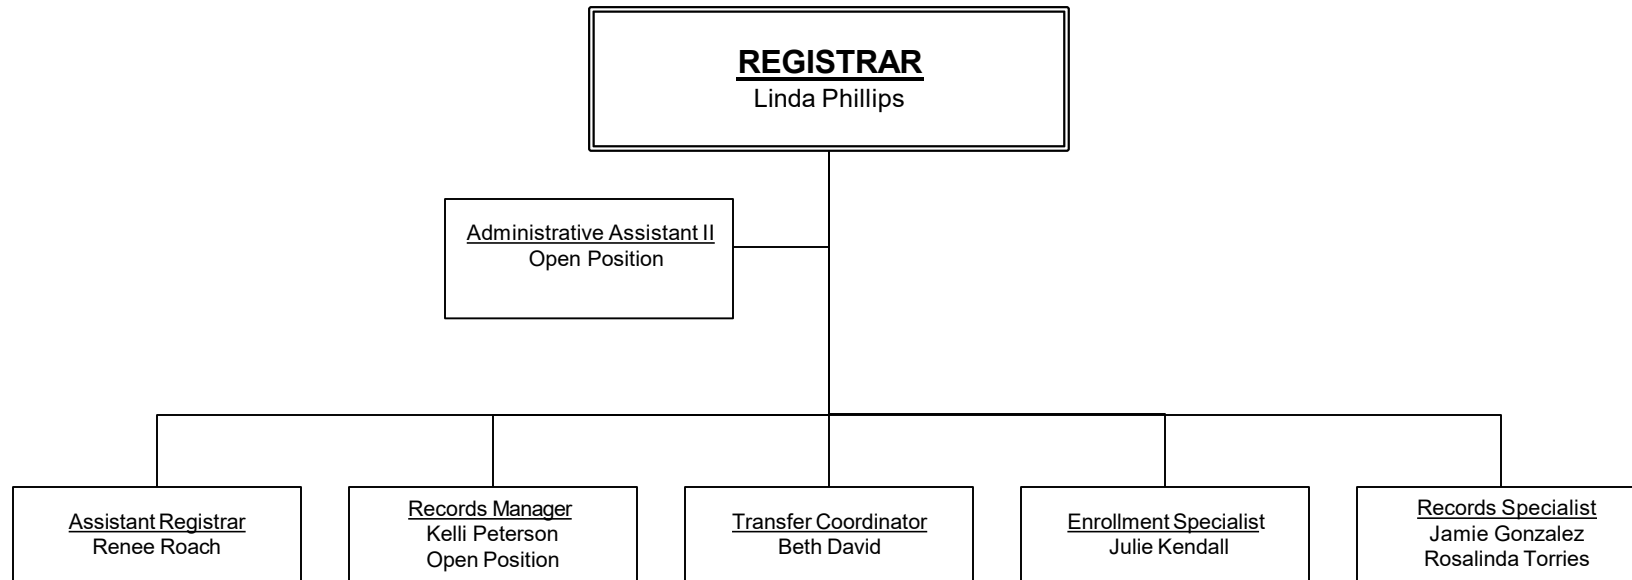 REGISTRAR
Linda Phillips
Administrative Assistant II
Open Position
Assistant Registrar
Renee Roach
Records Manager
Kelli Peterson
Open Position
Transfer Coordinator
Beth David
Enrollment Specialist
Julie Kendall
Records Specialist
Jamie Gonzalez
Rosalinda Torries